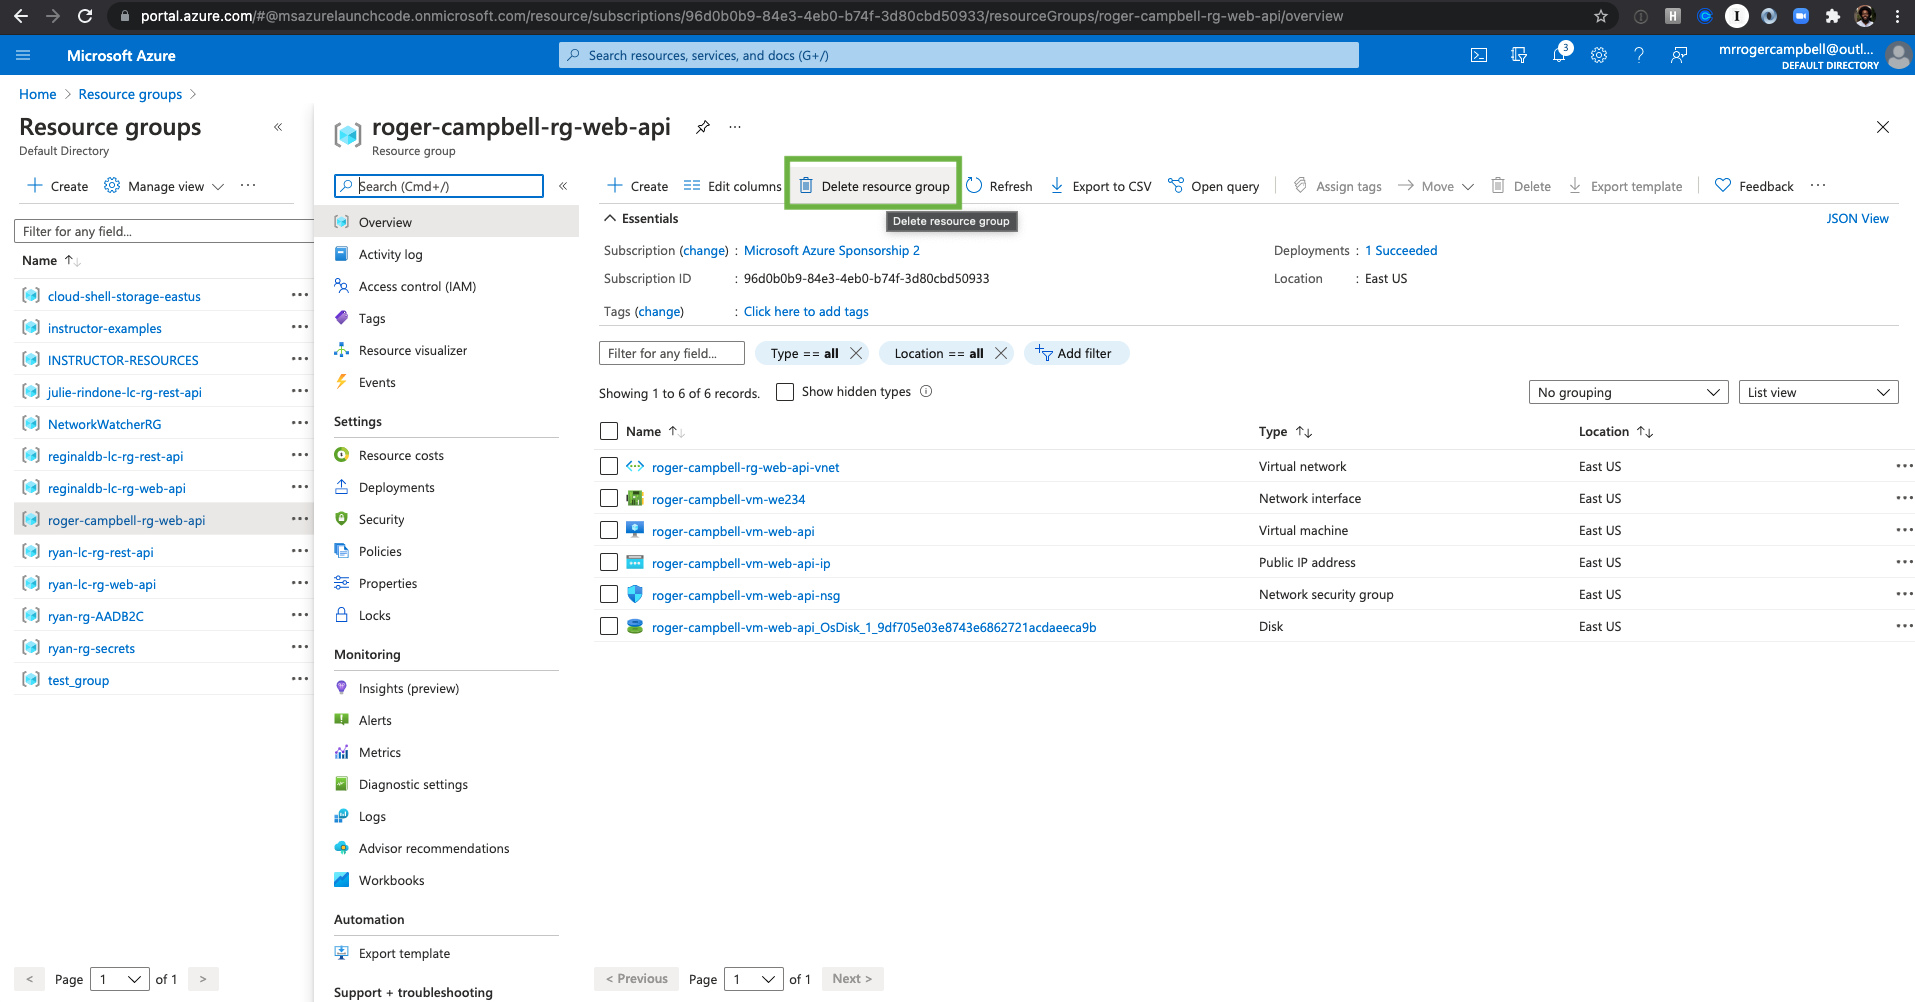 portal.azure.com/#@msazurelaunchcode.onmicrosoft.com/resource/subscriptions/96d0b0b9-84e3-4eb0-b74f-3d80cbd50933/resourceGroups/roger-campbell-rg-web-api/overview
Microsoft Azure
Search resources, services, and docs (G+/)
3
mrrogercampbell@outl...
DEFAULT DIRECTORY
Home > Resource groups >
Resource groups «
Default Directory
+ Create Manage view ...
Filter for any field...
Name ↑↓
cloud-shell-storage-eastus ...
instructor-examples ...
INSTRUCTOR-RESOURCES ...
julie-rindone-lc-rg-rest-api ...
NetworkWatcherRG ...
reginaldb-lc-rg-rest-api ...
reginaldb-lc-rg-web-api ...
roger-campbell-rg-web-api ...
ryan-lc-rg-rest-api ...
ryan-lc-rg-web-api ...
ryan-rg-AADB2C ...
ryan-rg-secrets ...
test_group ...
< Page 1 of 1 >
roger-campbell-rg-web-api ...
Resource group
Search (Cmd+/) «
Overview
Activity log
Access control (IAM)
Tags
Resource visualizer
Events
Settings
Resource costs
Deployments
Security
Policies
Properties
Locks
Monitoring
Insights (preview)
Alerts
Metrics
Diagnostic settings
Logs
Advisor recommendations
Workbooks
Automation
Export template
Support + troubleshooting
+ Create Edit columns Delete resource group Refresh Export to CSV Open query Assign tags Move Delete Export template Feedback ...
Delete resource group
Essentials JSON View
Subscription (change) : Microsoft Azure Sponsorship 2 Deployments : 1 Succeeded
Subscription ID : 96d0b0b9-84e3-4eb0-b74f-3d80cbd50933 Location : East US
Tags (change) : Click here to add tags
Filter for any field... Type == all Location == all Add filter
Showing 1 to 6 of 6 records. Show hidden types No grouping List view
Name ↑↓ Type ↑↓ Location ↑↓
roger-campbell-rg-web-api-vnet Virtual network East US ...
roger-campbell-vm-we234 Network interface East US ...
roger-campbell-vm-web-api Virtual machine East US ...
roger-campbell-vm-web-api-ip Public IP address East US ...
roger-campbell-vm-web-api-nsg Network security group East US ...
roger-campbell-vm-web-api_OsDisk_1_9df705e03e8743e6862721acdaeeca9b Disk East US ...
< Previous Page 1 of 1 Next >